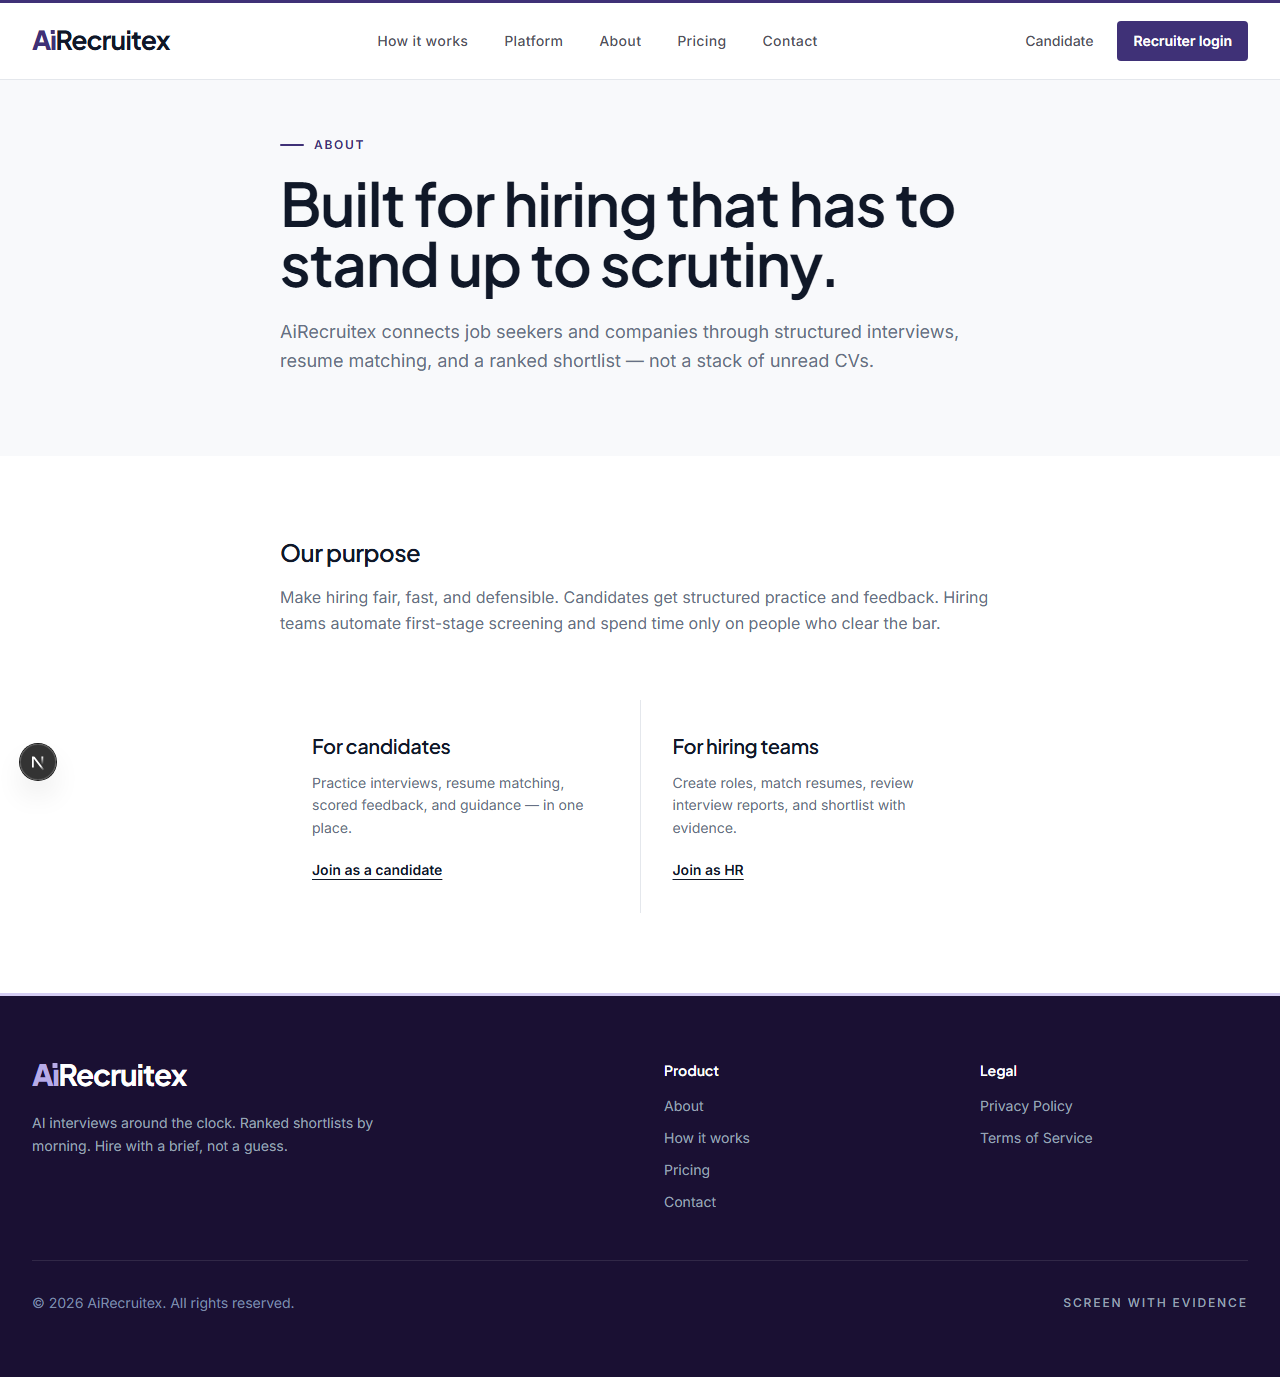 AiRecruitex
How it works
Platform
About
Pricing
Contact
Candidate
Recruiter login
ABOUT
Built for hiring that has to
stand up to scrutiny.
AiRecruitex connects job seekers and companies through structured interviews,
resume matching, and a ranked shortlist — not a stack of unread CVs.
Our purpose
Make hiring fair, fast, and defensible. Candidates get structured practice and feedback. Hiring
teams automate first-stage screening and spend time only on people who clear the bar.
For candidates
Practice interviews, resume matching,
scored feedback, and guidance — in one
place.
Join as a candidate
For hiring teams
Create roles, match resumes, review
interview reports, and shortlist with
evidence.
Join as HR
N
AiRecruitex
AI interviews around the clock. Ranked shortlists by
morning. Hire with a brief, not a guess.
Product
About
How it works
Pricing
Contact
Legal
Privacy Policy
Terms of Service
© 2026 AiRecruitex. All rights reserved.
SCREEN WITH EVIDENCE